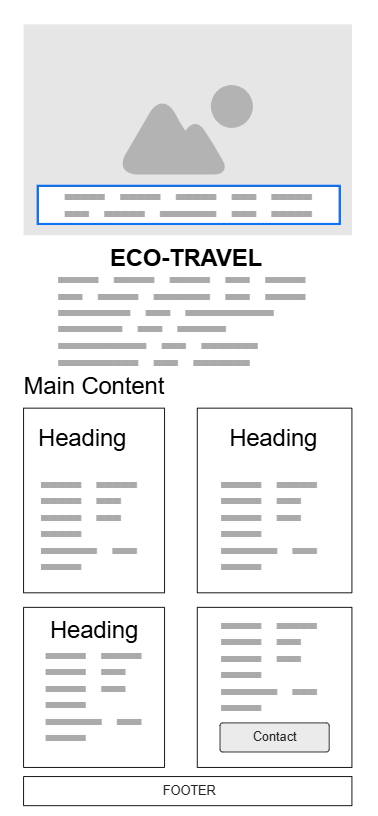 ECO-TRAVEL
Main Content
Heading
Heading
Heading
Contact
FOOTER